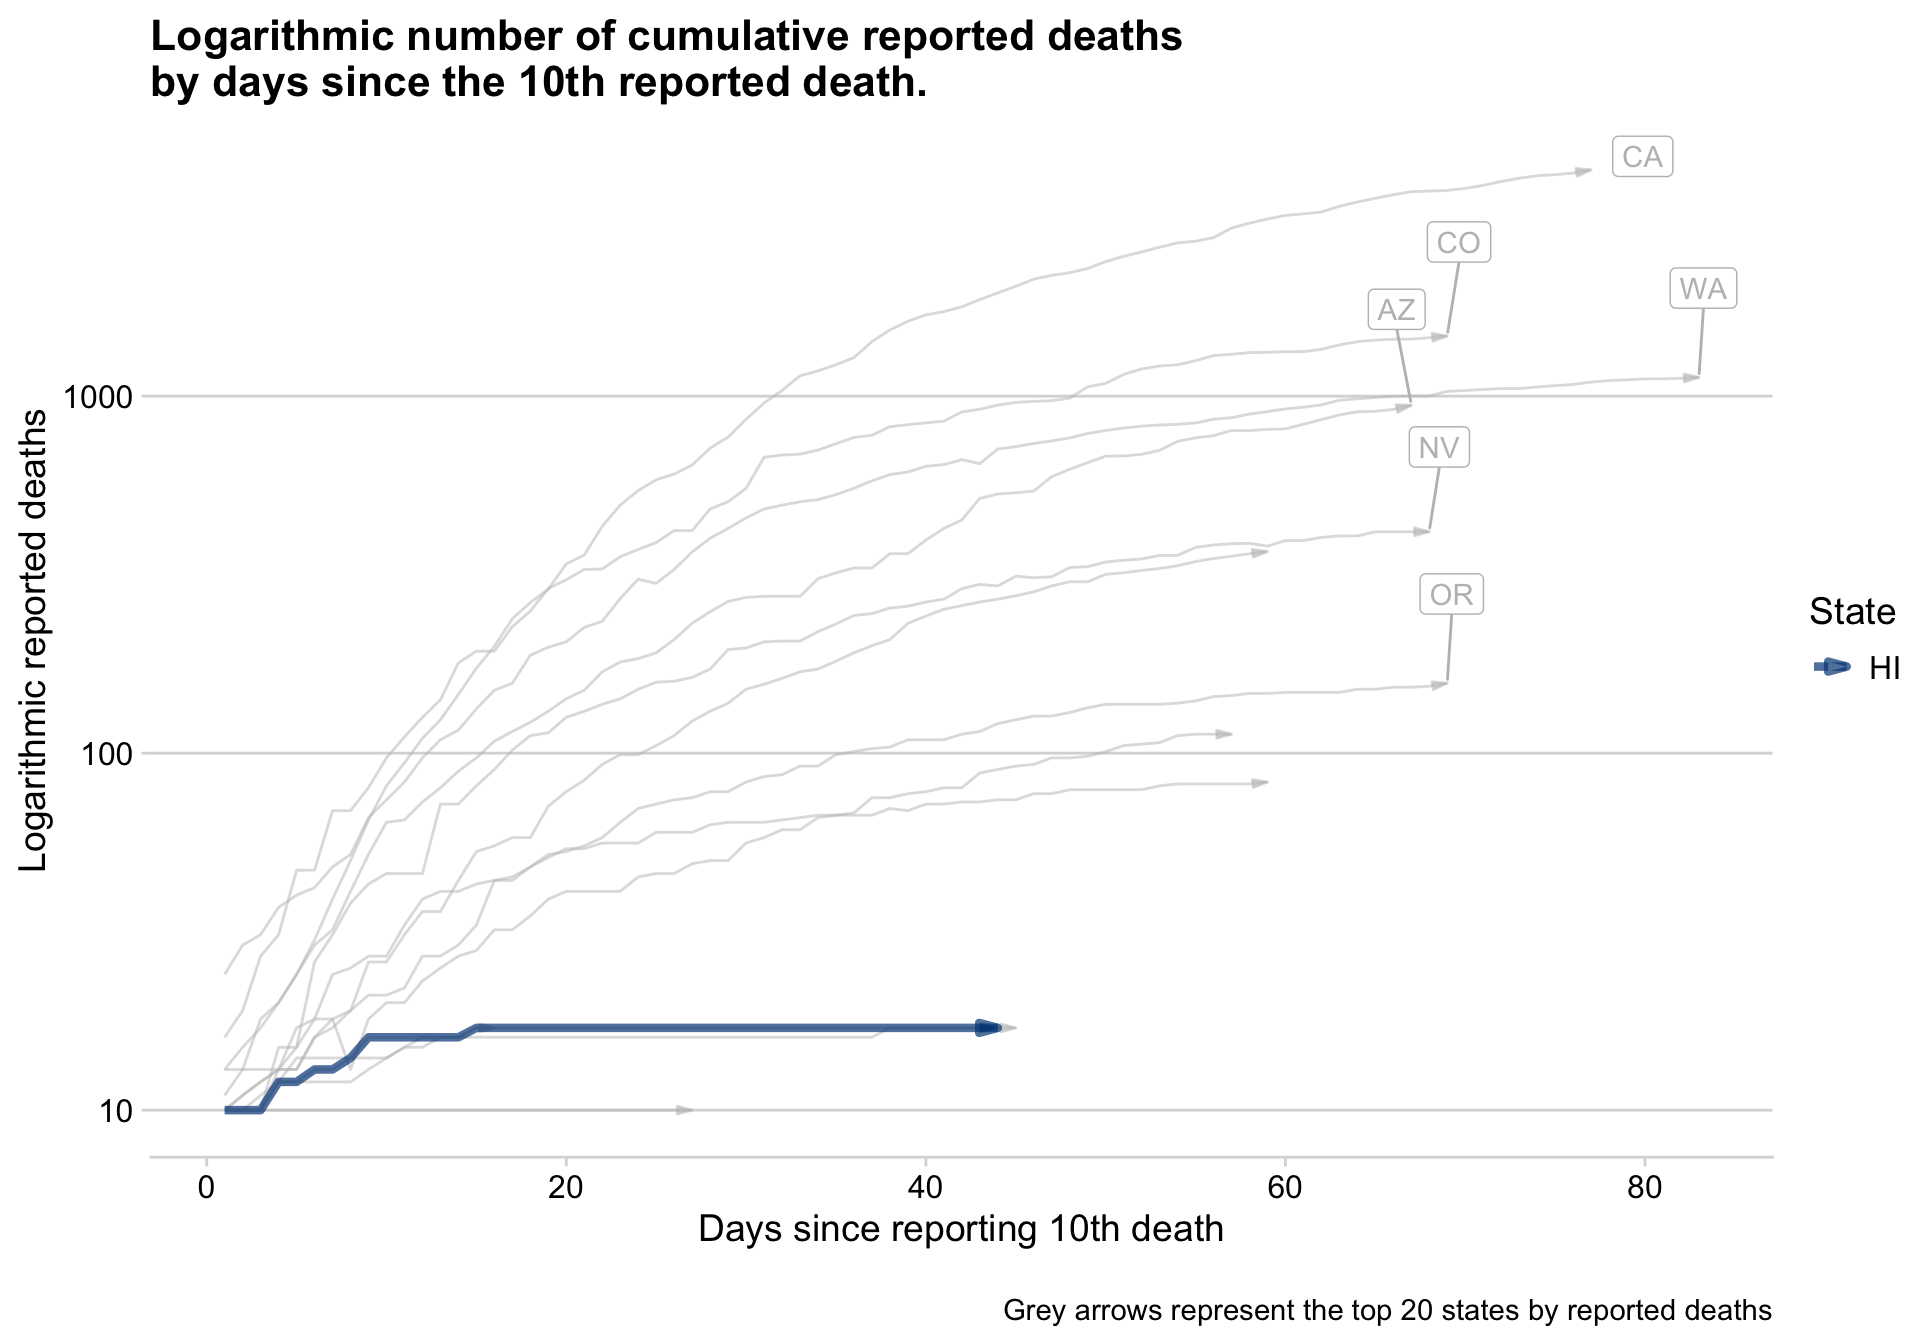 Logarithmic number of cumulative reported deaths
by days since the 10th reported death.
CA
CO
WA
AZ
NV
OR
1000
100
10
Logarithmic reported deaths
State
HI
0 20 40 60 80
Days since reporting 10th death
Grey arrows represent the top 20 states by reported deaths